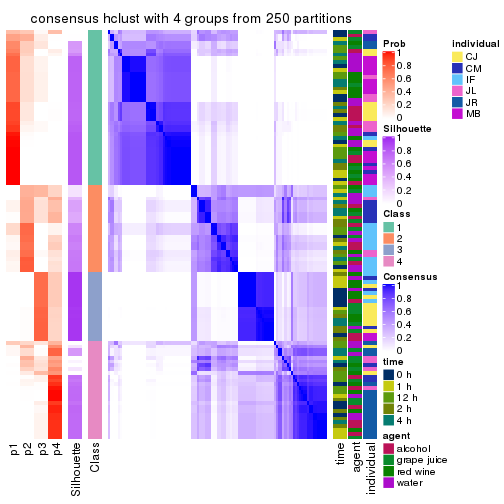 consensus hclust with 4 groups from 250 partitions
Prob
1
0.8
0.6
0.4
0.2
0
Individual
CJ
CM
IF
JL
JR
MB
Silhouette
1
0.8
0.6
0.4
0.2
0
Class
1
2
3
4
Consensus
1
0.8
0.6
0.4
0.2
0
time
0 h
1 h
12 h
2 h
4 h
agent
alcohol
grape juice
red wine
water
p1
p2
p3
p4
Silhouette
Class
time
agent
individual